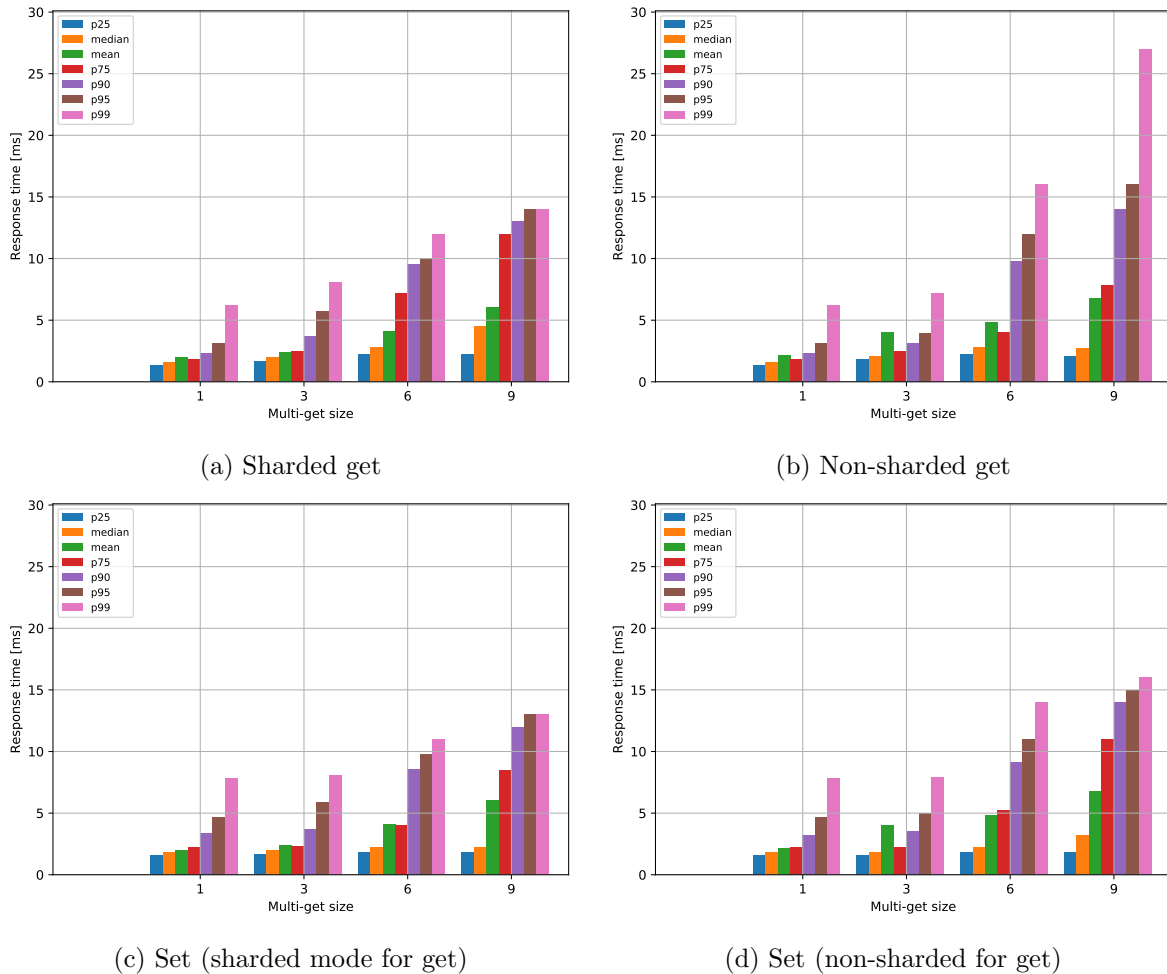 30
25
20
15
10
5
0
Response time [ms]
p25
median
mean
p75
p90
p95
p99
1 3 6 9
Multi-get size
(a) Sharded get
30
25
20
15
10
5
0
Response time [ms]
p25
median
mean
p75
p90
p95
p99
1 3 6 9
Multi-get size
(b) Non-sharded get
30
25
20
15
10
5
0
Response time [ms]
p25
median
mean
p75
p90
p95
p99
1 3 6 9
Multi-get size
(c) Set (sharded mode for get)
30
25
20
15
10
5
0
Response time [ms]
p25
median
mean
p75
p90
p95
p99
1 3 6 9
Multi-get size
(d) Set (non-sharded for get)